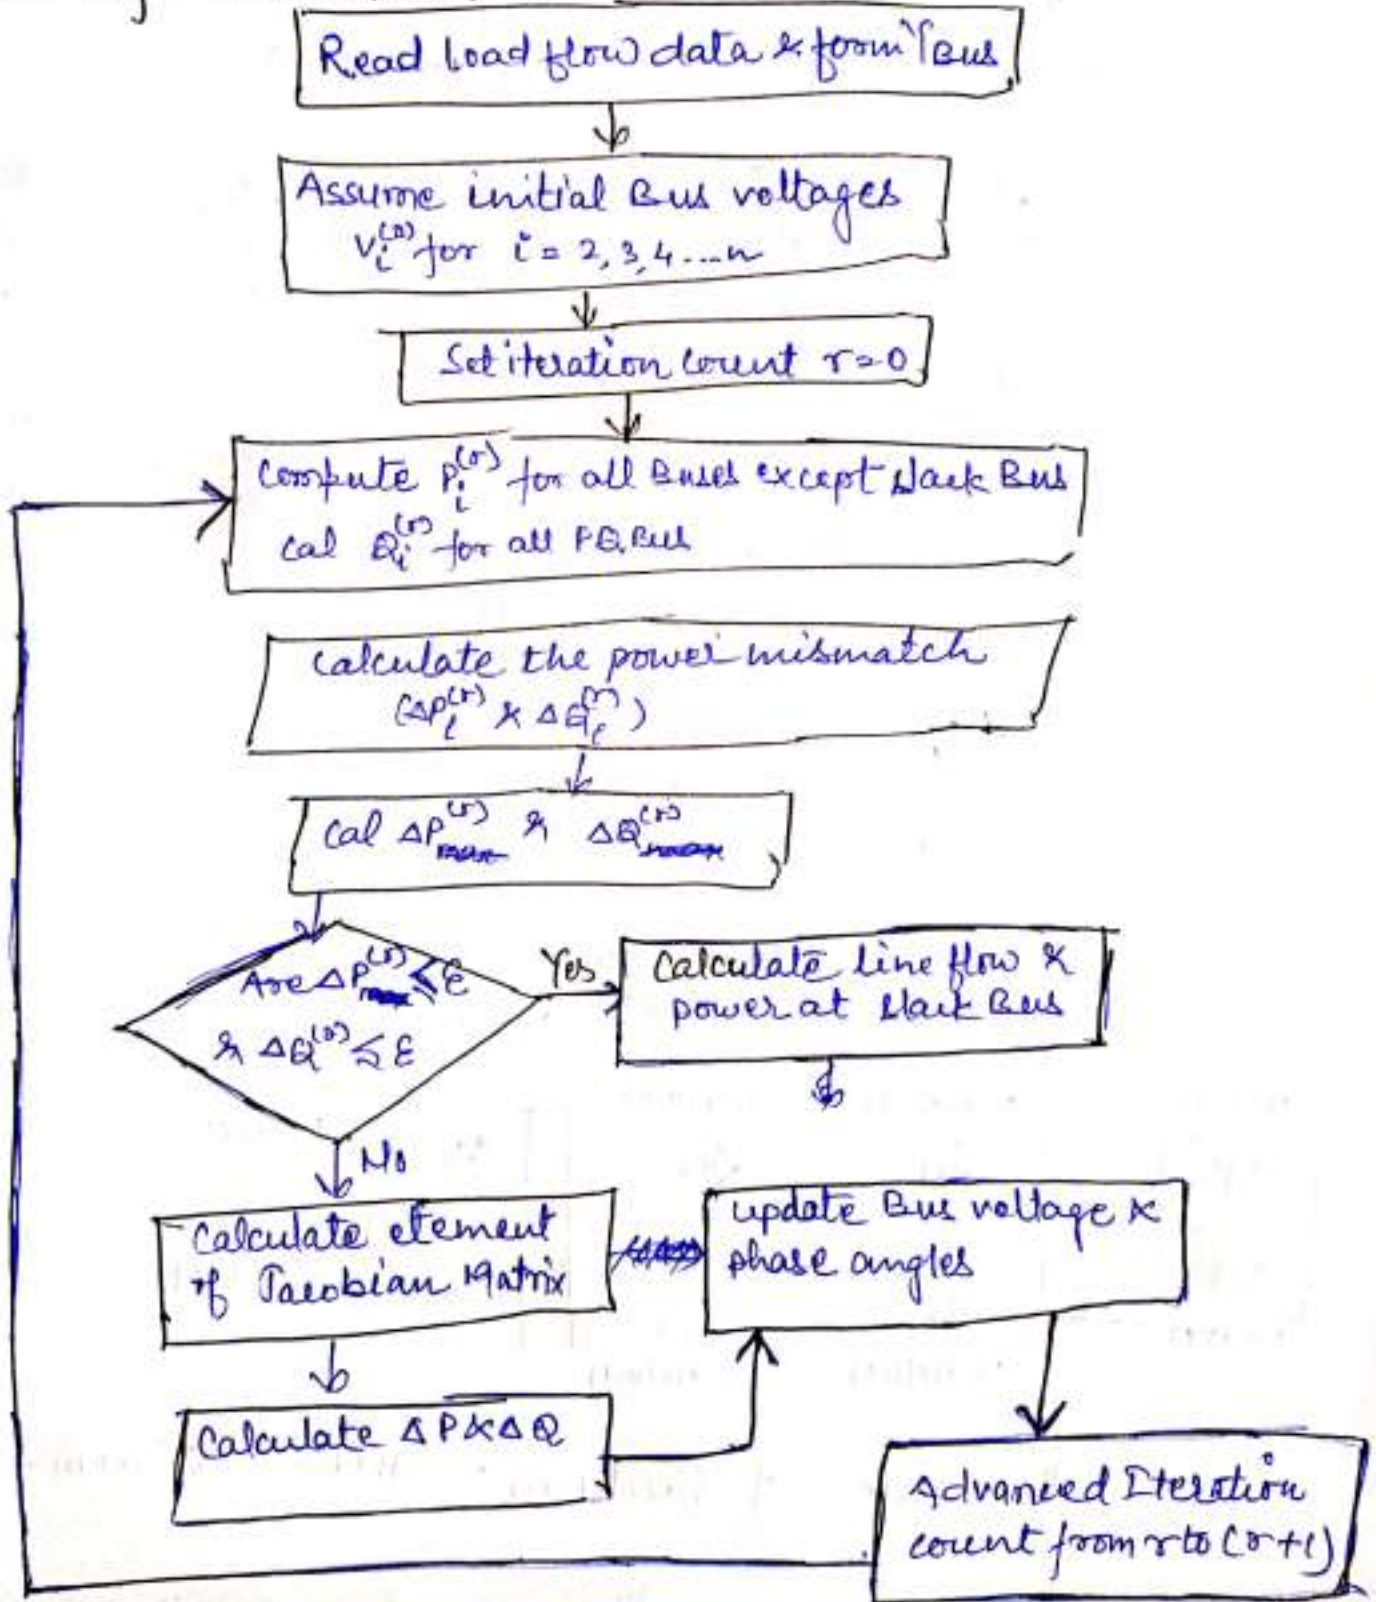 Read load flow data & form YBus
Assume initial Bus voltages
Vi(0) for i = 2, 3, 4 ... n
Set iteration count r=0
Compute Pi(r) for all Buses except slack Bus
cal Qi(r) for all PQ Bus
Calculate the power mismatch
(ΔPi(r) & ΔQi(r))
Cal ΔP(r) & ΔQ(r)
Are ΔP(r) ≤ ε
& ΔQ(r) ≤ ε
Yes
Calculate line flow &
power at slack Bus
No
Calculate element
of Jacobian Matrix
update Bus voltage &
phase angles
Calculate ΔP & ΔQ
Advanced Iteration
count from r to (r+1)